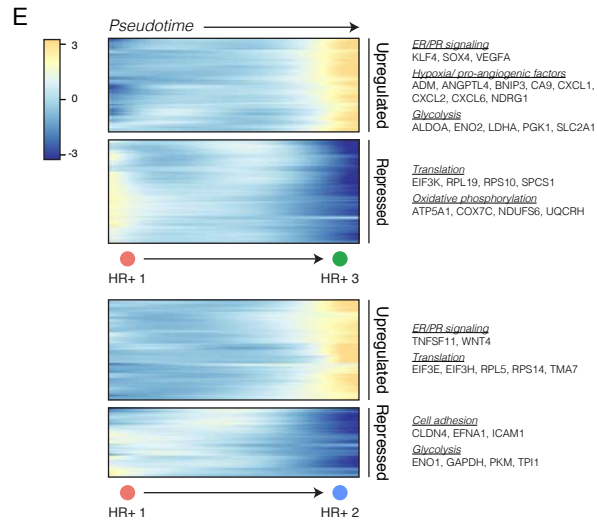 E
Pseudotime
3
0
-3
Upregulated
ER/PR signaling
KLF4, SOX4, VEGFA
Hypoxia/ pro-angiogenic factors
ADM, ANGPTL4, BNIP3, CA9, CXCL1,
CXCL2, CXCL6, NDRG1
Glycolysis
ALDOA, ENO2, LDHA, PGK1, SLC2A1
Repressed
Translation
EIF3K, RPL19, RPS10, SPCS1
Oxidative phosphorylation
ATP5A1, COX7C, NDUFS6, UQCRH
HR+ 1
HR+ 3
Upregulated
ER/PR signaling
TNFSF11, WNT4
Translation
EIF3E, EIF3H, RPL5, RPS14, TMA7
Repressed
Cell adhesion
CLDN4, EFNA1, ICAM1
Glycolysis
ENO1, GAPDH, PKM, TPI1
HR+ 1
HR+ 2